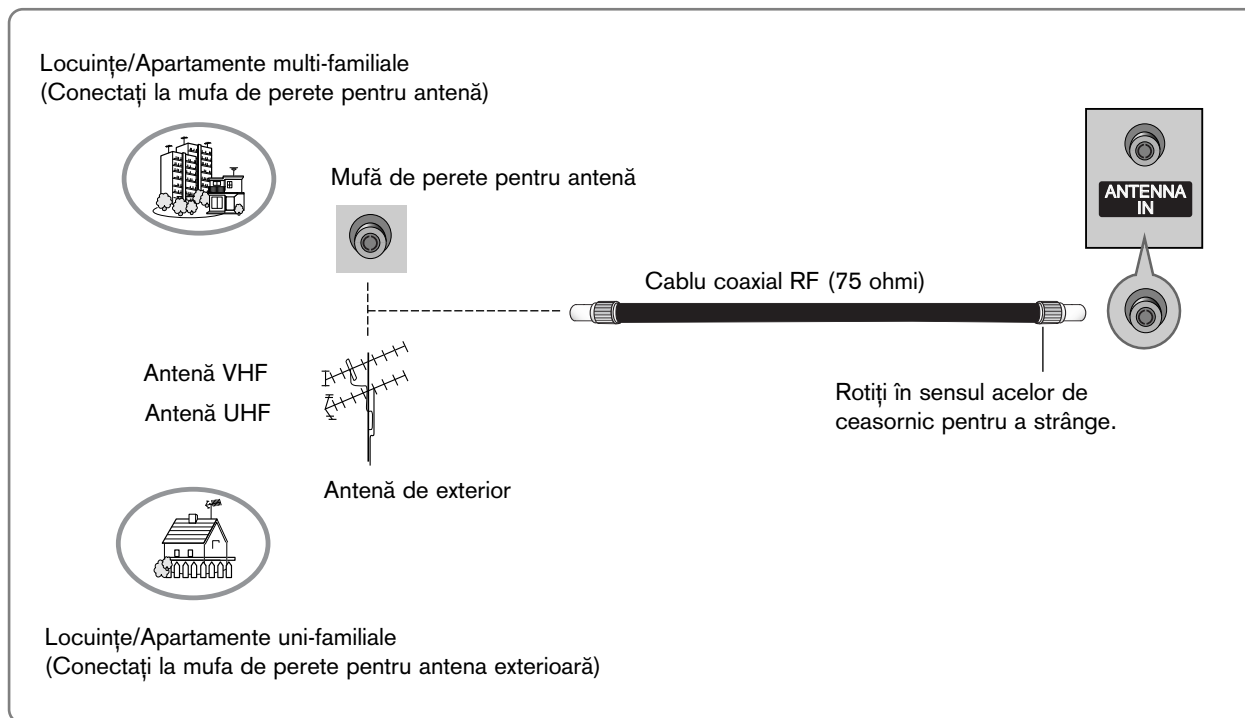 Locuințe/Apartamente multi-familiale
(Conectați la mufa de perete pentru antenă)
Mufă de perete pentru antenă
ANTENNA
IN
Cablu coaxial RF (75 ohmi)
Antenă VHF
Antenă UHF
Rotiți în sensul acelor de
ceasornic pentru a strânge.
Antenă de exterior
Locuințe/Apartamente uni-familiale
(Conectați la mufa de perete pentru antena exterioară)